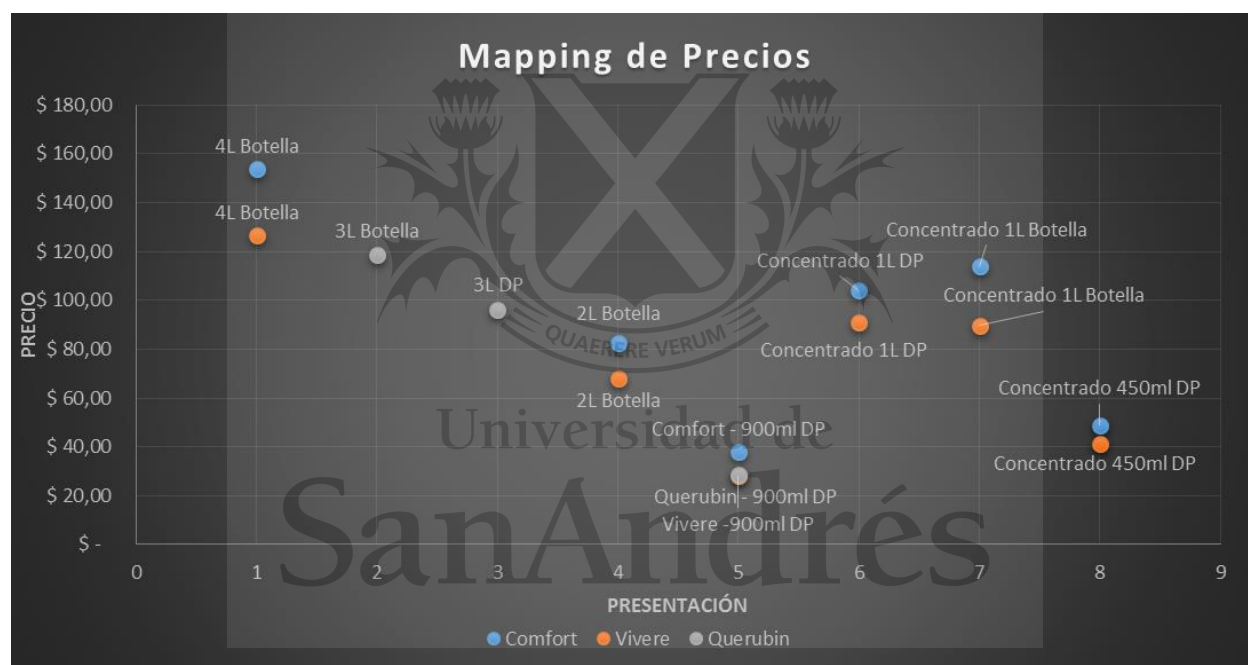 Mapping de Precios
$ 180,00
$ 160,00
$ 140,00
$ 120,00
$ 100,00
$ 80,00
$ 60,00
$ 40,00
$ 20,00
$ -
PRECIO
4L Botella
4L Botella
3L Botella
3L DP
2L Botella
2L Botella
Comfort - 900ml DP
Querubin - 900ml DP
Vivere -900ml DP
Concentrado 1L DP
Concentrado 1L DP
Concentrado 1L Botella
Concentrado 1L Botella
Concentrado 450ml DP
Concentrado 450ml DP
QUAERERE VERUM
Universidad de
SanAndrés
0 1 2 3 4 5 6 7 8 9
PRESENTACIÓN
Comfort Vivere Querubin